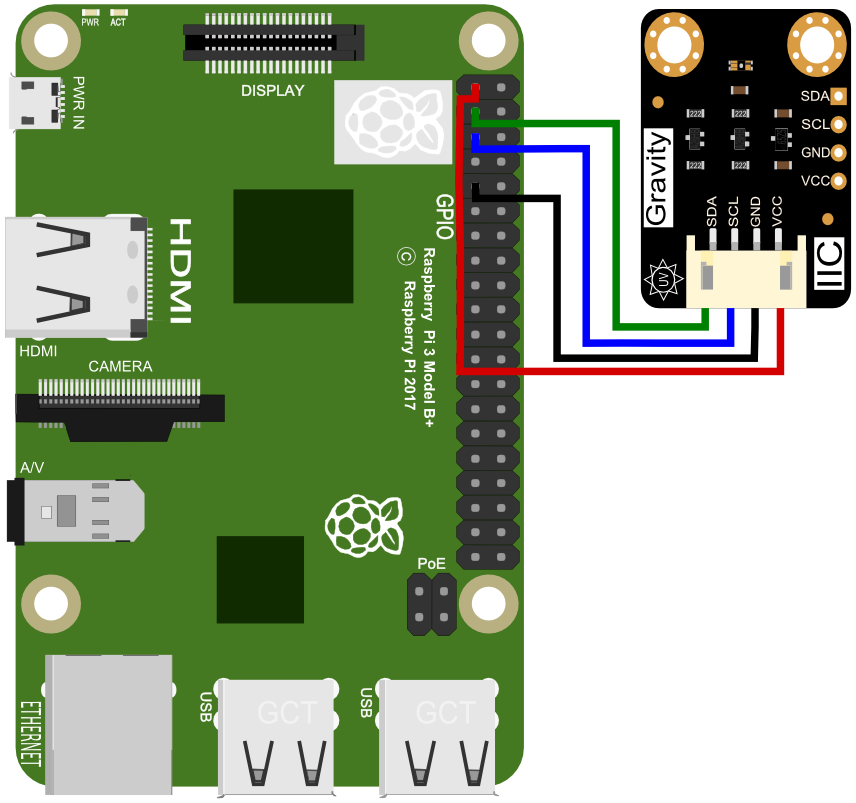 PWR
ACT
DISPLAY
PWR IN
GPIO
HDMI
HDMI
© Raspberry Pi 3 Model B+
Raspberry Pi 2017
CAMERA
A/V
PoE
ETHERNET
USB
GCT
USB
GCT
SDA
SCL
GND
VCC
222
222
222
222
Gravity
SDA
SCL
GND
VCC
UV
IIC